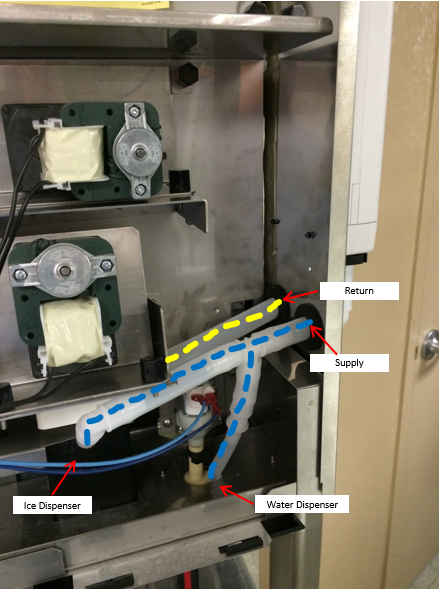 Return
Supply
Ice Dispenser
Water Dispenser